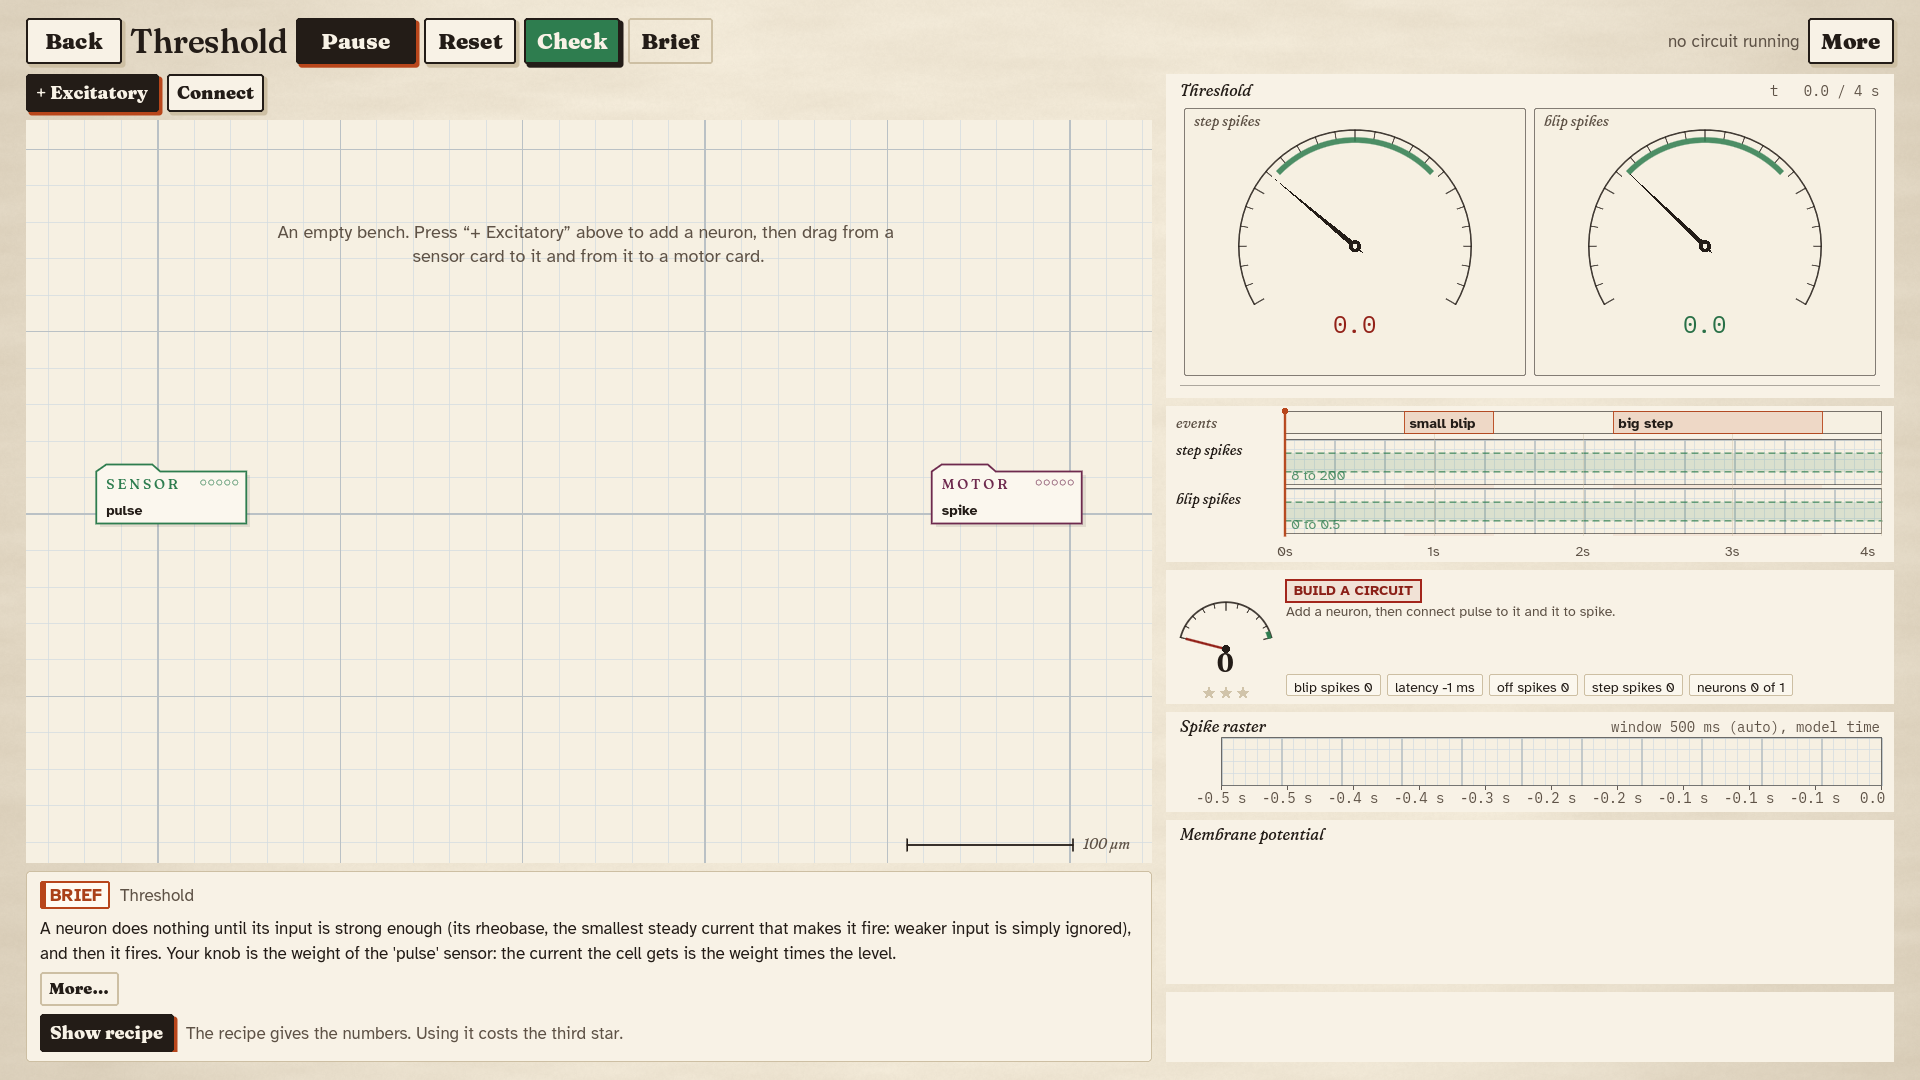 Back
Threshold
Pause
Reset
Check
Brief
no circuit running
More
+ Excitatory
Connect
An empty bench. Press “+ Excitatory” above to add a neuron, then drag from a
sensor card to it and from it to a motor card.
SENSOR
pulse
MOTOR
spike
100 µm
BRIEF
Threshold
A neuron does nothing until its input is strong enough (its rheobase, the smallest steady current that makes it fire: weaker input is simply ignored),
and then it fires. Your knob is the weight of the 'pulse' sensor: the current the cell gets is the weight times the level.
More...
Show recipe
The recipe gives the numbers. Using it costs the third star.
Threshold
t 0.0 / 4 s
step spikes
0.0
blip spikes
0.0
events
small blip
big step
step spikes
8 to 200
blip spikes
0 to 0.5
0s 1s 2s 3s 4s
BUILD A CIRCUIT
Add a neuron, then connect pulse to it and it to spike.
0
blip spikes 0
latency -1 ms
off spikes 0
step spikes 0
neurons 0 of 1
Spike raster
window 500 ms (auto), model time
-0.5 s -0.5 s -0.4 s -0.4 s -0.3 s -0.2 s -0.2 s -0.1 s -0.1 s -0.1 s 0.0
Membrane potential